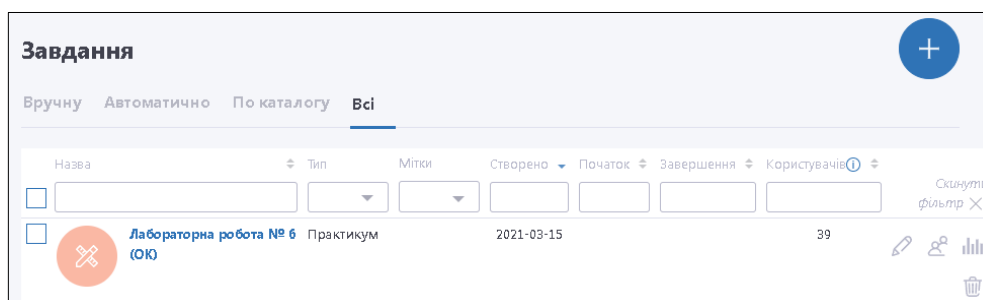 Завдання
Вручну Автоматично По каталогу Всі
Назва Тип Мітки Створено Початок Завершення Користувачів
Скинути
фільтр
Лабораторна робота № 6 Практикум 2021-03-15 39
(ОК)